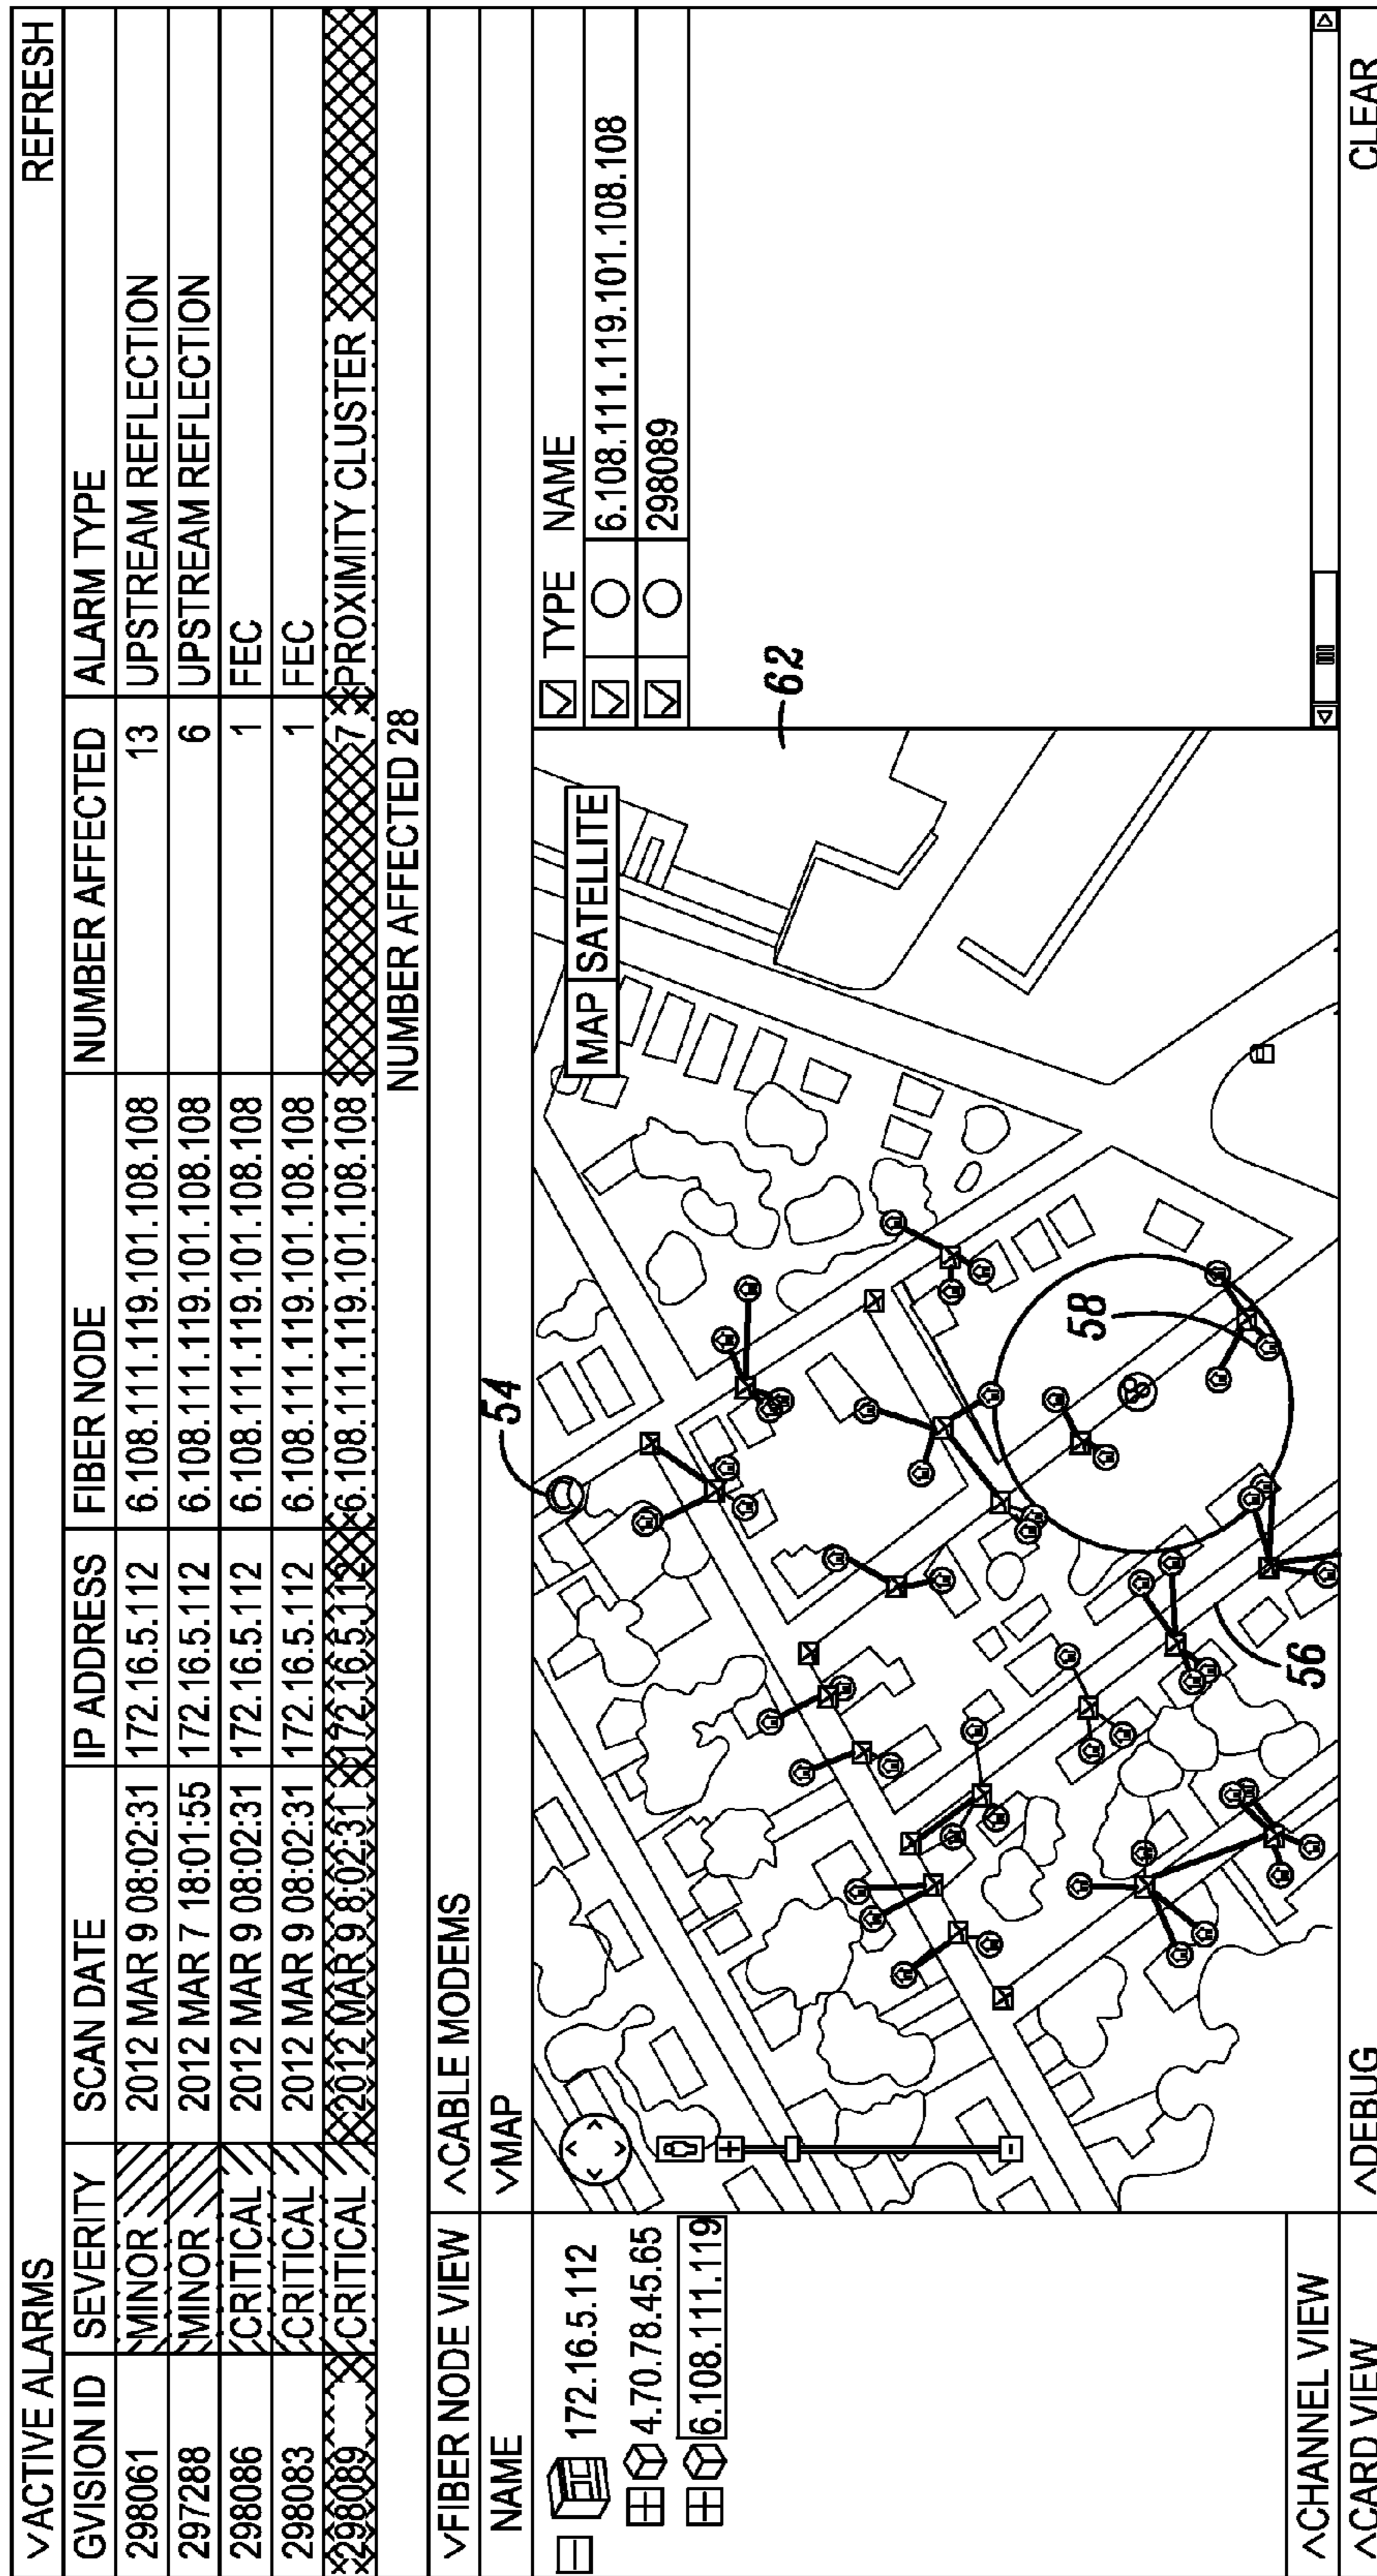 ∨ACTIVE ALARMS REFRESH
GVISION ID SEVERITY SCAN DATE IP ADDRESS FIBER NODE NUMBER AFFECTED ALARM TYPE
298061 MINOR 2012 MAR 9 08:02:31 172.16.5.112 6.108.111.119.101.108.108 13 UPSTREAM REFLECTION
297288 MINOR 2012 MAR 7 18:01:55 172.16.5.112 6.108.111.119.101.108.108 6 UPSTREAM REFLECTION
298086 CRITICAL 2012 MAR 9 08:02:31 172.16.5.112 6.108.111.119.101.108.108 1 FEC
298083 CRITICAL 2012 MAR 9 08:02:31 172.16.5.112 6.108.111.119.101.108.108 1 FEC
298089 CRITICAL 2012 MAR 9 8:02:31 172.16.5.112 6.108.111.119.101.108.108 7 PROXIMITY CLUSTER
NUMBER AFFECTED 28
∨FIBER NODE VIEW ^CABLE MODEMS
NAME ∨MAP
172.16.5.112
4.70.78.45.65
6.108.111.119
54
MAP SATELLITE
TYPE NAME
6.108.111.119.101.108.108
298089
62
58
56
^CHANNEL VIEW
^CARD VIEW ^DEBUG CLEAR